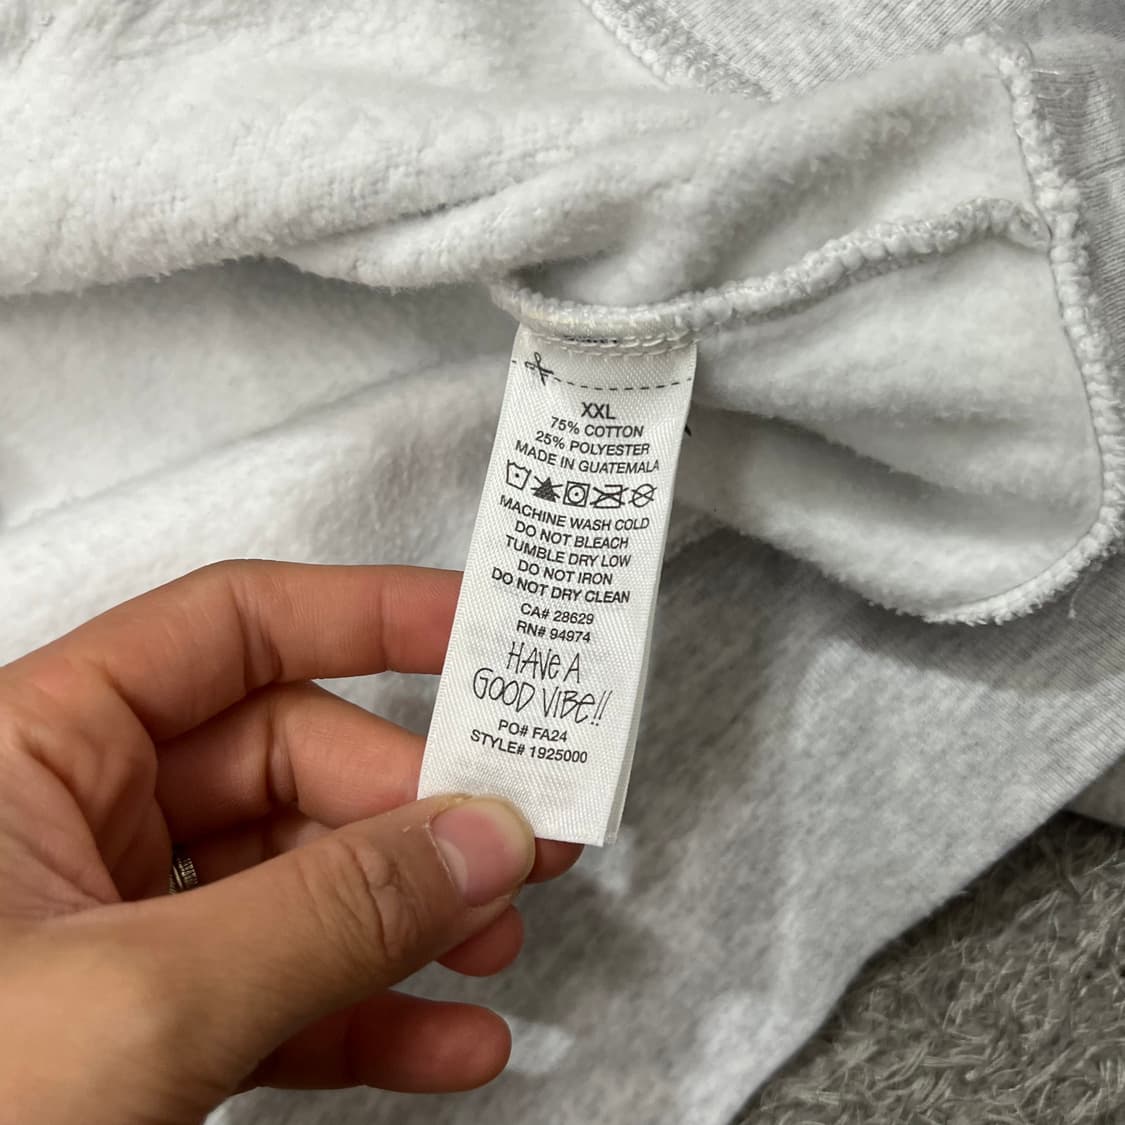 XXL
75% COTTON
25% POLYESTER
MADE IN GUATEMALA
MACHINE WASH COLD
DO NOT BLEACH
TUMBLE DRY LOW
DO NOT IRON
DO NOT DRY CLEAN
CA# 28629
RN# 94974
HAVE A
GOOD VIBE!!
PO# FA24
STYLE# 1925000